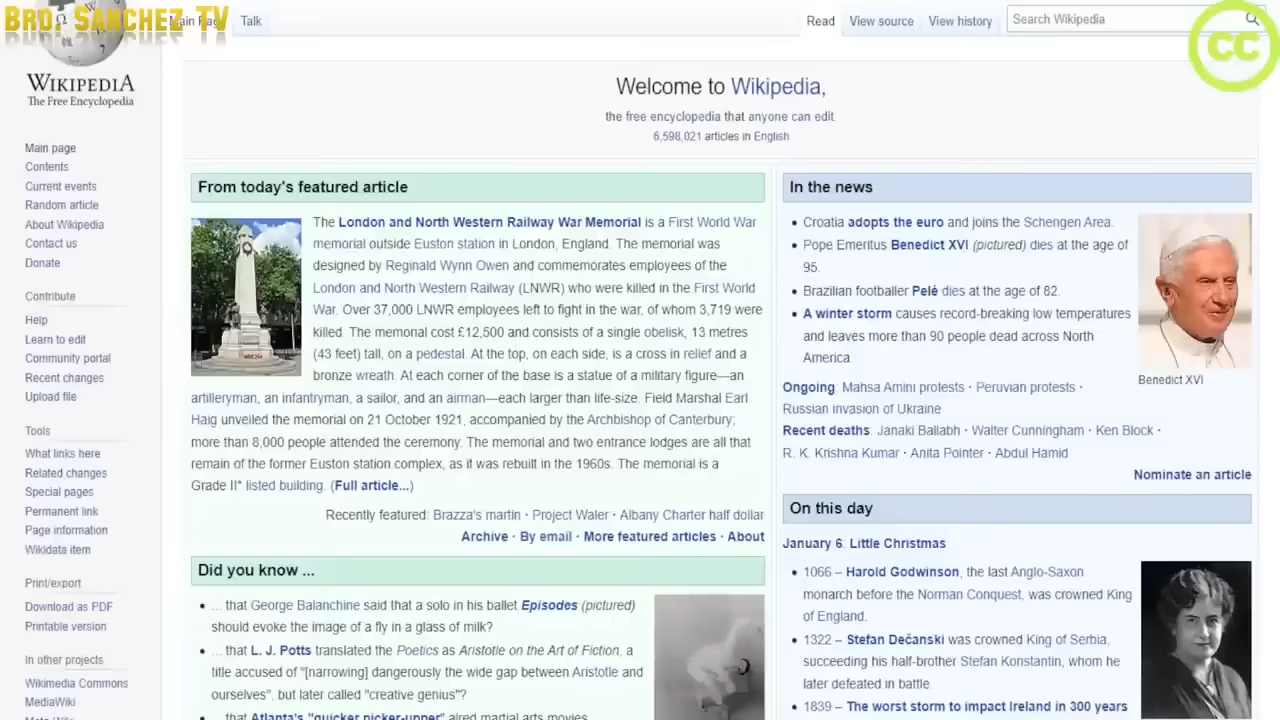 Bro. Sanchez TV
Talk
Read
View source
View history
Search Wikipedia
CC
WIKIPEDIA
The Free Encyclopedia
Main page
Contents
Current events
Random article
About Wikipedia
Contact us
Donate
Contribute
Help
Learn to edit
Community portal
Recent changes
Upload file
Tools
What links here
Related changes
Special pages
Permanent link
Page information
Wikidata item
Print/export
Download as PDF
Printable version
In other projects
Wikimedia Commons
MediaWiki
Welcome to Wikipedia,
the free encyclopedia that anyone can edit.
6,598,021 articles in English
From today's featured article
The London and North Western Railway War Memorial is a First World War
memorial outside Euston station in London, England. The memorial was
designed by Reginald Wynn Owen and commemorates employees of the
London and North Western Railway (LNWR) who were killed in the First World
War. Over 37,000 LNWR employees left to fight in the war, of whom 3,719 were
killed. The memorial cost £12,500 and consists of a single obelisk, 13 metres
(43 feet) tall, on a pedestal. At the top, on each side, is a cross in relief and a
bronze wreath. At each corner of the base is a statue of a military figure—an
artilleryman, an infantryman, a sailor, and an airman—each larger than life-size. Field Marshal Earl
Haig unveiled the memorial on 21 October 1921, accompanied by the Archbishop of Canterbury;
more than 8,000 people attended the ceremony. The memorial and two entrance lodges are all that
remain of the former Euston station complex, as it was rebuilt in the 1960s. The memorial is a
Grade II* listed building. (Full article...)
Recently featured: Brazza's martin · Project Waler · Albany Charter half dollar
Archive · By email · More featured articles · About
Did you know ...
... that George Balanchine said that a solo in his ballet Episodes (pictured)
should evoke the image of a fly in a glass of milk?
... that L. J. Potts translated the Poetics as Aristotle on the Art of Fiction, a
title accused of "[narrowing] dangerously the wide gap between Aristotle and
ourselves", but later called "creative genius"?
... that Atlanta's "quicker picker-upper" aired martial arts movies
In the news
Croatia adopts the euro and joins the Schengen Area.
Pope Emeritus Benedict XVI (pictured) dies at the age of
95.
Brazilian footballer Pelé dies at the age of 82.
A winter storm causes record-breaking low temperatures
and leaves more than 90 people dead across North
America.
Benedict XVI
Ongoing: Mahsa Amini protests · Peruvian protests ·
Russian invasion of Ukraine
Recent deaths: Janaki Ballabh · Walter Cunningham · Ken Block ·
R. K. Krishna Kumar · Anita Pointer · Abdul Hamid
Nominate an article
On this day
January 6: Little Christmas
1066 – Harold Godwinson, the last Anglo-Saxon
monarch before the Norman Conquest, was crowned King
of England.
1322 – Stefan Dečanski was crowned King of Serbia,
succeeding his half-brother Stefan Konstantin, whom he
later defeated in battle.
1839 – The worst storm to impact Ireland in 300 years